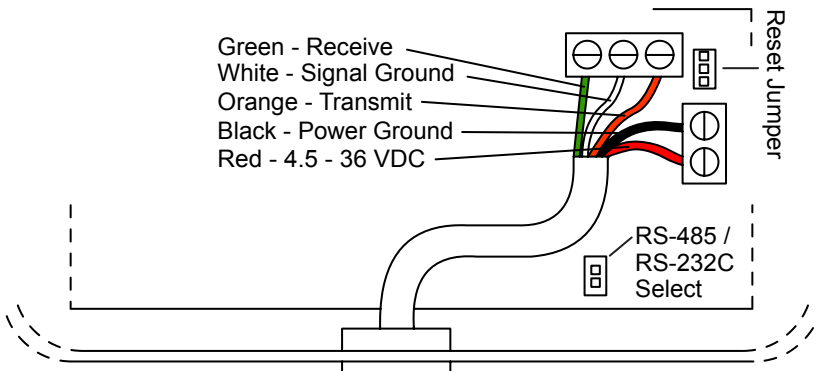 Green - Receive
White - Signal Ground
Orange - Transmit
Black - Power Ground
Red - 4.5 - 36 VDC
Reset Jumper
RS-485 /
RS-232C
Select